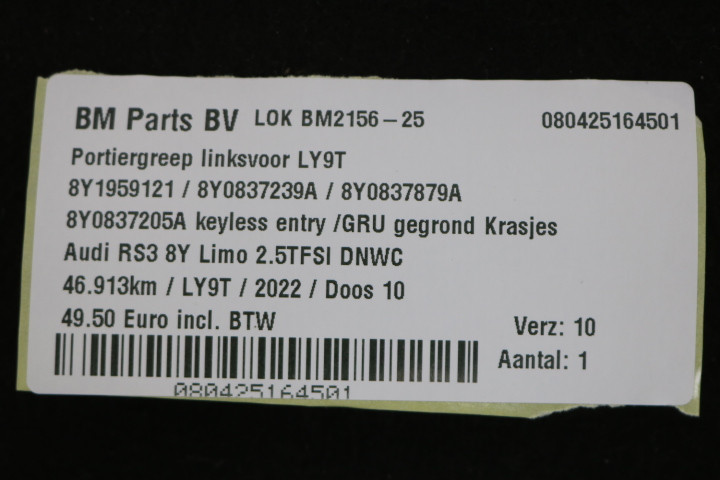 BM Parts BV LOK BM2156-25 080425164501
Portiergreep linksvoor LY9T
8Y1959121 / 8Y0837239A / 8Y0837879A
8Y0837205A keyless entry /GRU gegrond Krasjes
Audi RS3 8Y Limo 2.5TFSI DNWC
46.913km / LY9T / 2022 / Doos 10
49.50 Euro incl. BTW
Verz: 10
Aantal: 1
080425164501